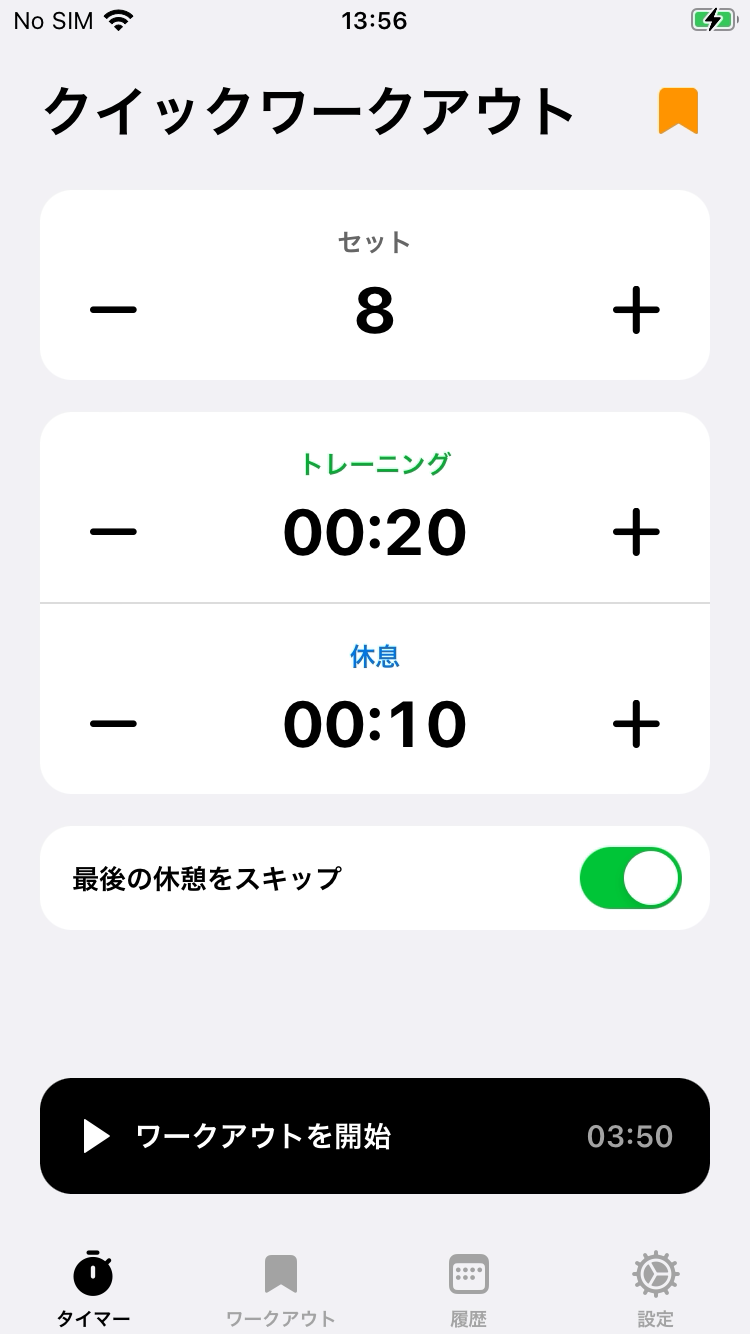 No SIM 13:56
クイックワークアウト
セット
8
トレーニング
00:20
休息
00:10
最後の休憩をスキップ
ワークアウトを開始 03:50
タイマー ワークアウト 履歴 設定